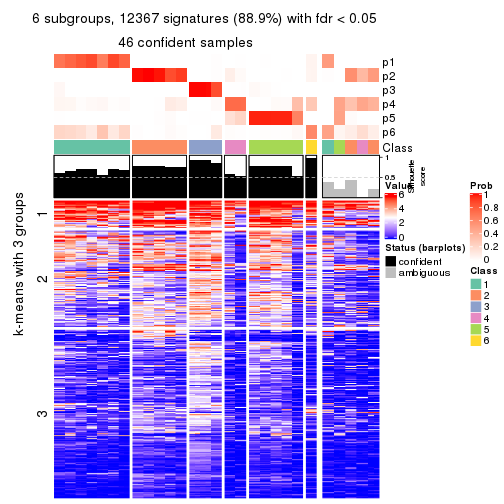 6 subgroups, 12367 signatures (88.9%) with fdr < 0.05
46 confident samples
p1
p2
p3
p4
p5
p6
Class
1
0.5
0
Silhouette
score
k-means with 3 groups
1
2
3
Value
6
4
2
0
Status (barplots)
confident
ambiguous
Prob
1
0.8
0.6
0.4
0.2
0
Class
1
2
3
4
5
6